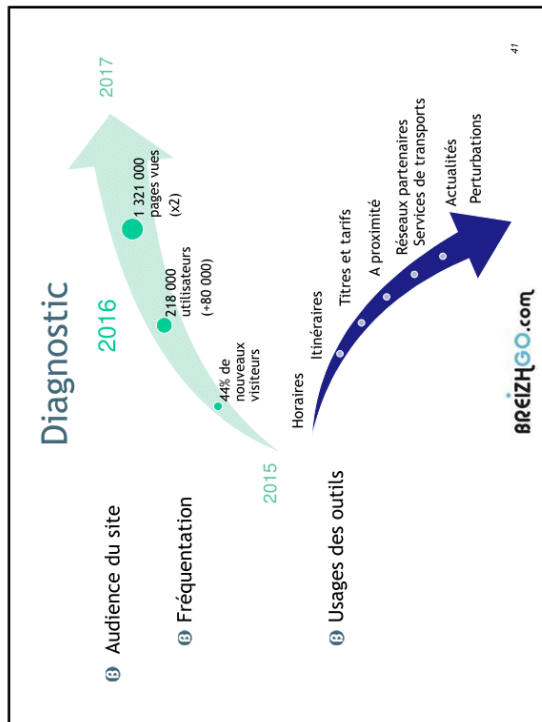 Diagnostic
Audience du site
Fréquentation
2015
2016
2017
44% de
nouveaux
visiteurs
218 000
utilisateurs
(+80 000)
1 321 000
pages vues
(x2)
Usages des outils
Horaires
Itinéraires
Titres et tarifs
A proximité
Réseaux partenaires
Services de transports
Actualités
Perturbations
BREIZHGO.com
41